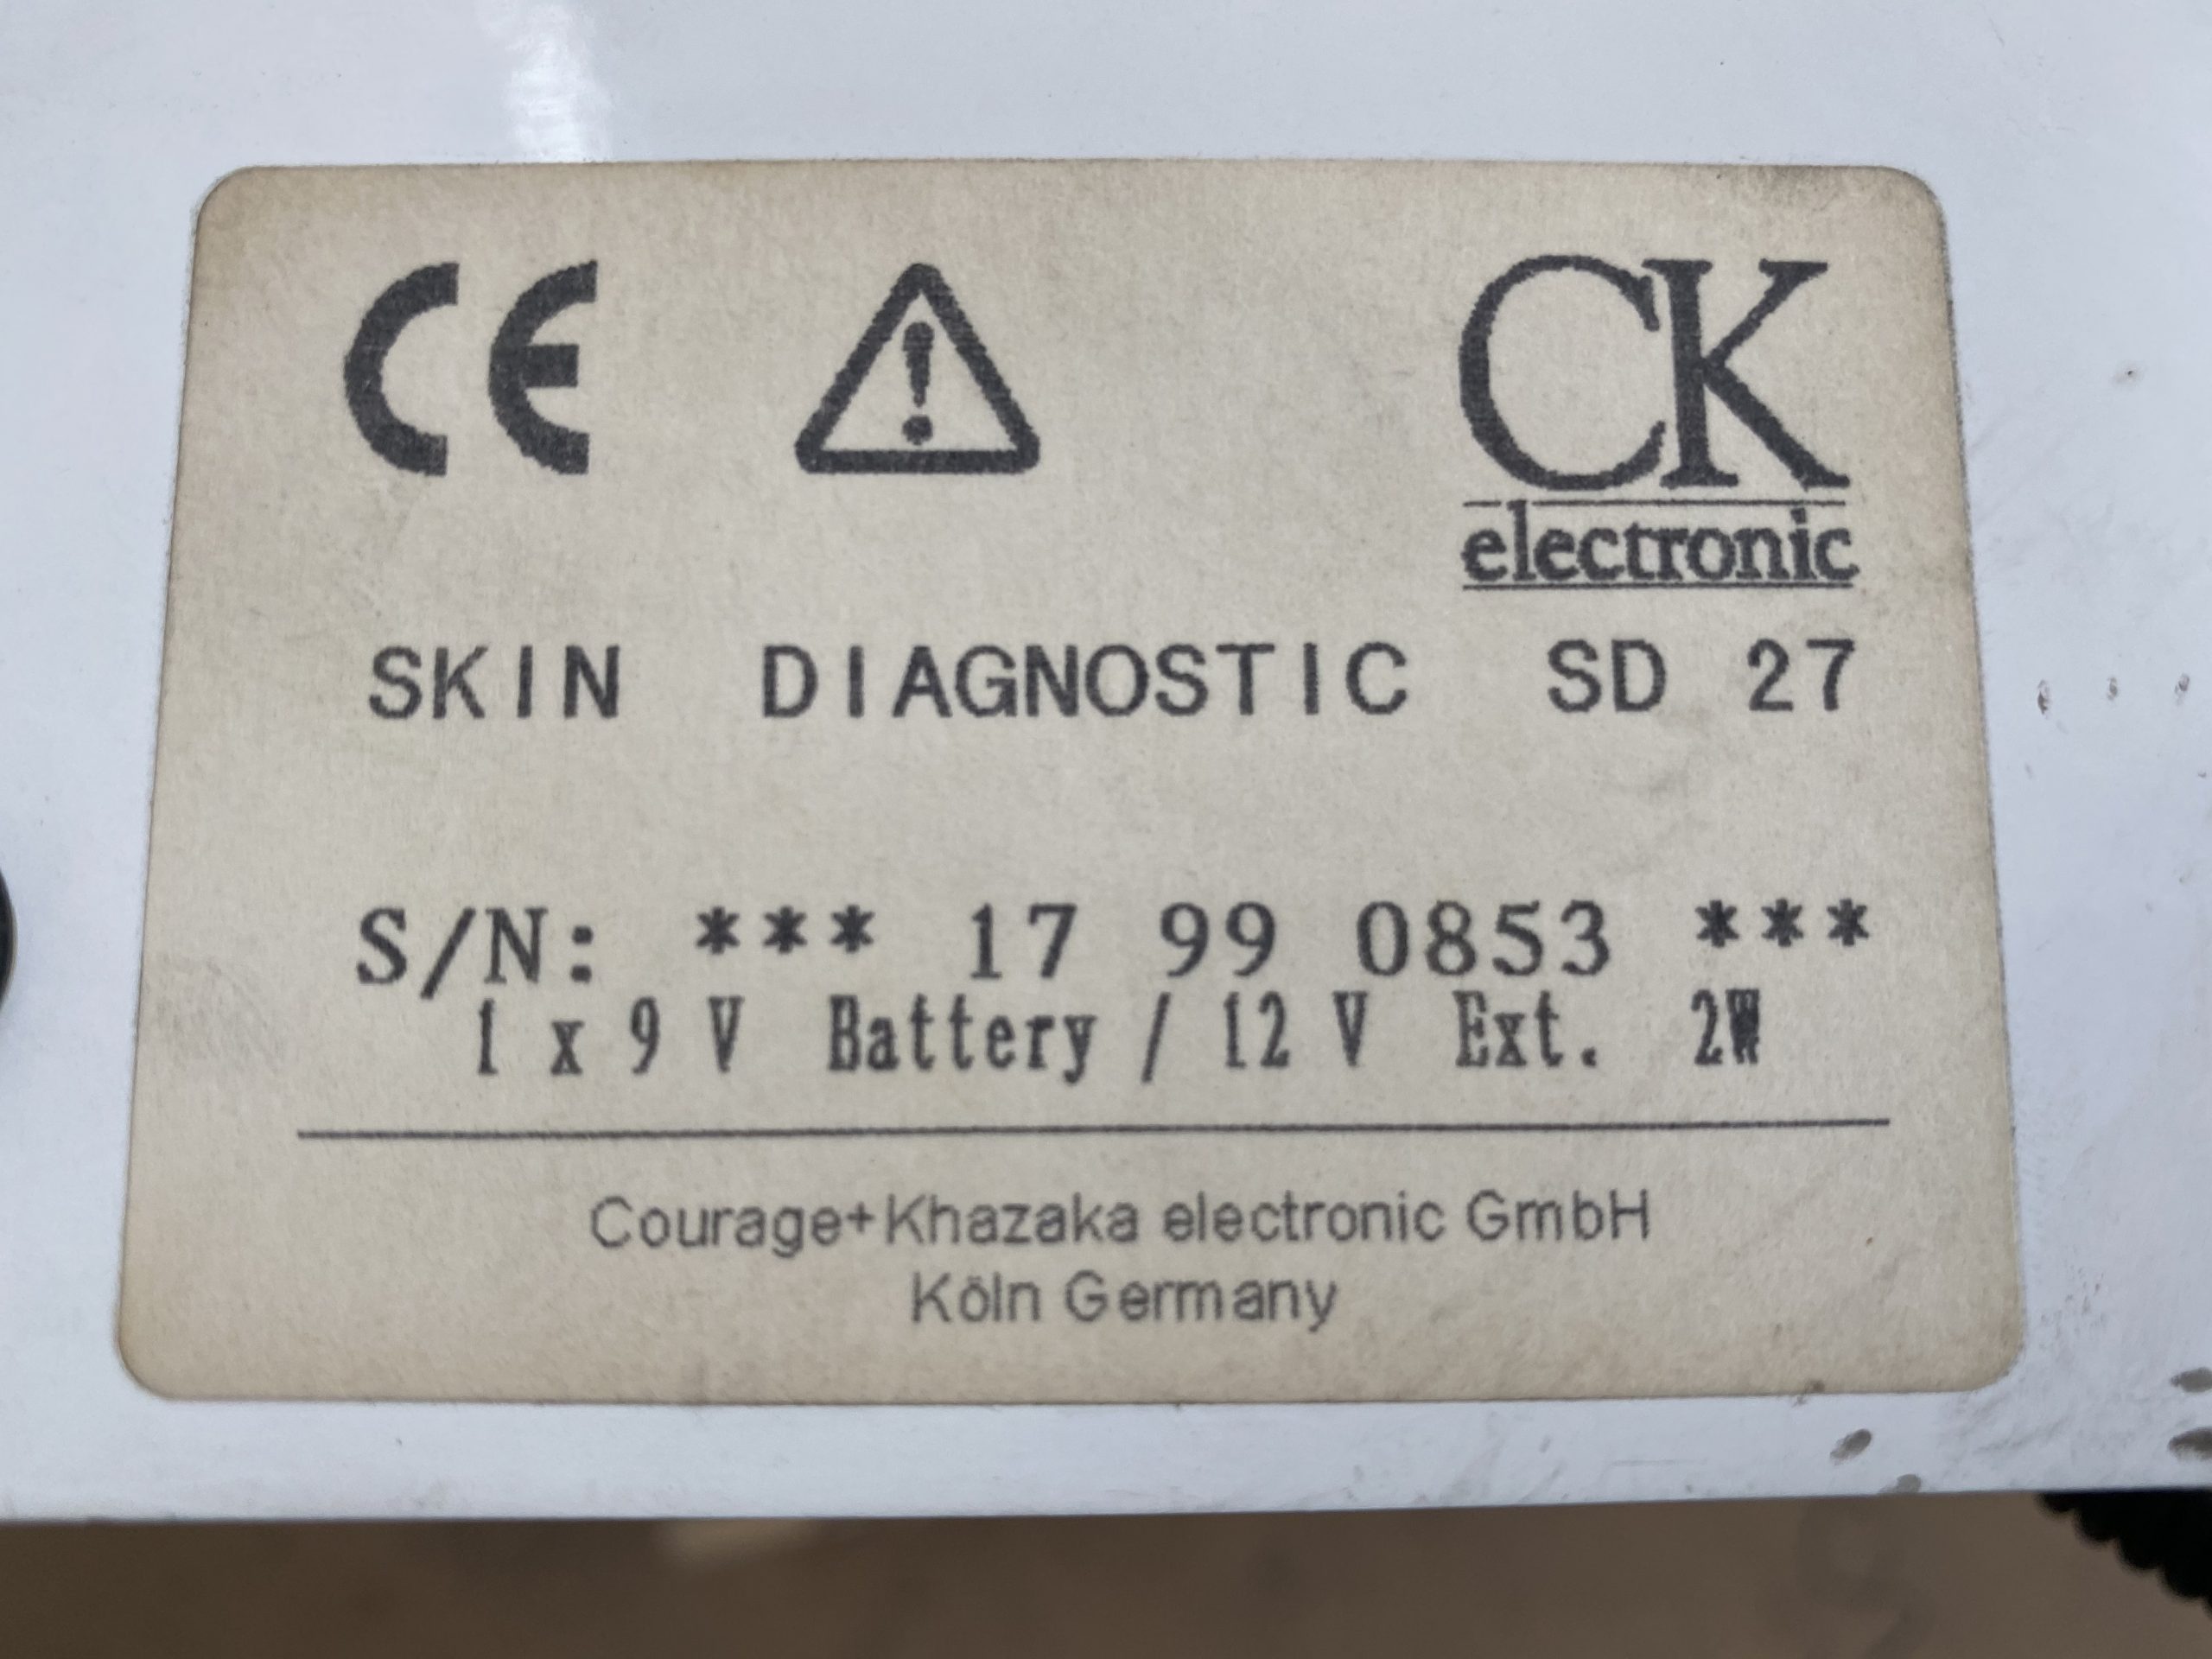 CE
CK
electronic
SKIN DIAGNOSTIC SD 27
S/N: *** 17 99 0853 ***
1 x 9 V Battery / 12 V Ext. 2W
Courage+Khazaka electronic GmbH
Köln Germany